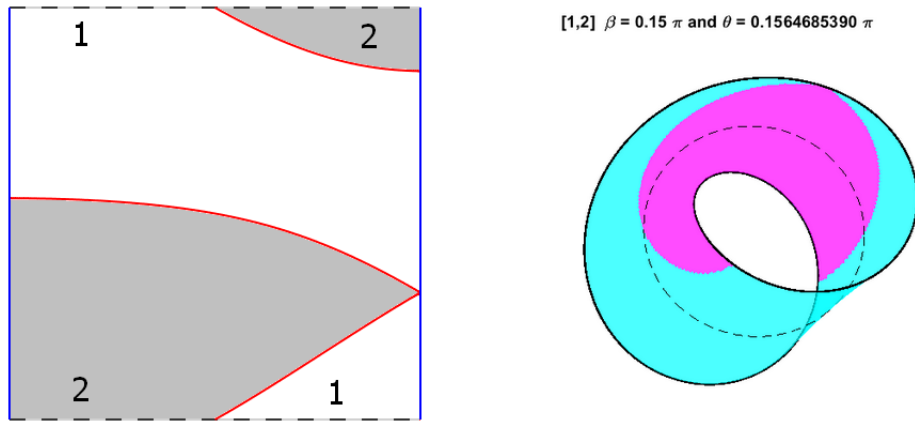 1
2
2
1
[1,2] β = 0.15 π and θ = 0.1564685390 π